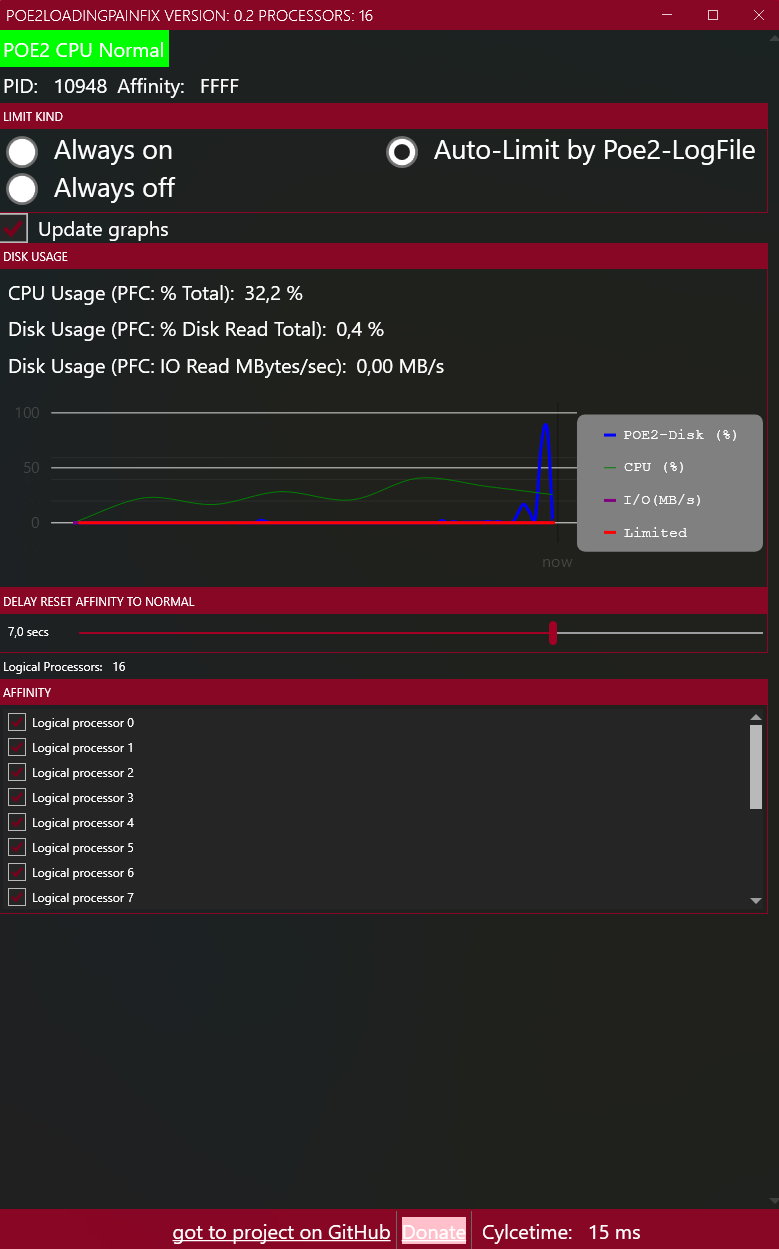 POE2LOADINGPAINFIX VERSION: 0.2 PROCESSORS: 16
POE2 CPU Normal
PID: 10948 Affinity: FFFF
LIMIT KIND
Always on
Auto-Limit by Poe2-LogFile
Always off
Update graphs
DISK USAGE
CPU Usage (PFC: % Total): 32,2 %
Disk Usage (PFC: % Disk Read Total): 0,4 %
Disk Usage (PFC: IO Read MBytes/sec): 0,00 MB/s
100
50
0
now
POE2-Disk (%)
CPU (%)
I/O(MB/s)
Limited
DELAY RESET AFFINITY TO NORMAL
7,0 secs
Logical Processors: 16
AFFINITY
Logical processor 0
Logical processor 1
Logical processor 2
Logical processor 3
Logical processor 4
Logical processor 5
Logical processor 6
Logical processor 7
got to project on GitHub Donate Cylcetime: 15 ms